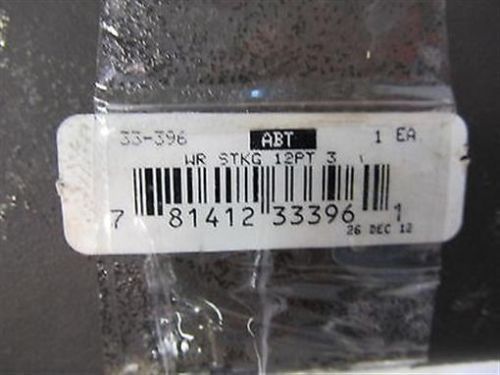 33-396 ABT 1 EA
WR STKG 12PT 3
7 81412 33396 1
26 DEC 12